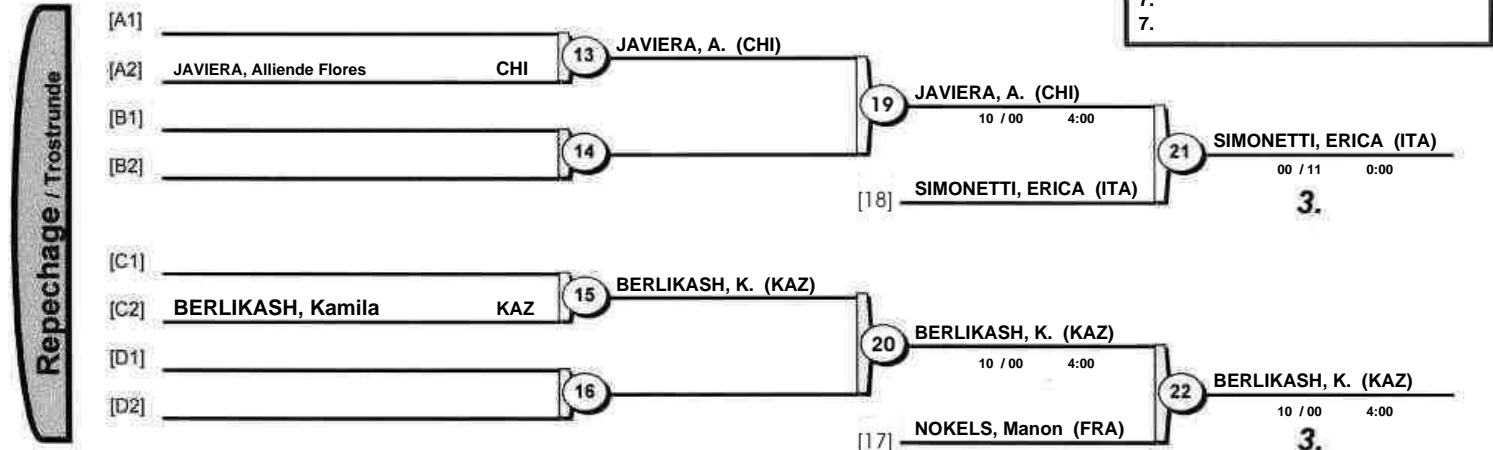 7.
7.
Repechage / Trostrunde
[A1]
[A2] JAVIERA, Alliende Flores CHI
13
JAVIERA, A. (CHI)
[B1]
[B2]
14
19
JAVIERA, A. (CHI)
10 / 00 4:00
[18] SIMONETTI, ERICA (ITA)
21
SIMONETTI, ERICA (ITA)
00 / 11 0:00
3.
[C1]
[C2] BERLIKASH, Kamila KAZ
15
BERLIKASH, K. (KAZ)
[D1]
[D2]
16
20
BERLIKASH, K. (KAZ)
10 / 00 4:00
[17] NOKELS, Manon (FRA)
22
BERLIKASH, K. (KAZ)
10 / 00 4:00
3.